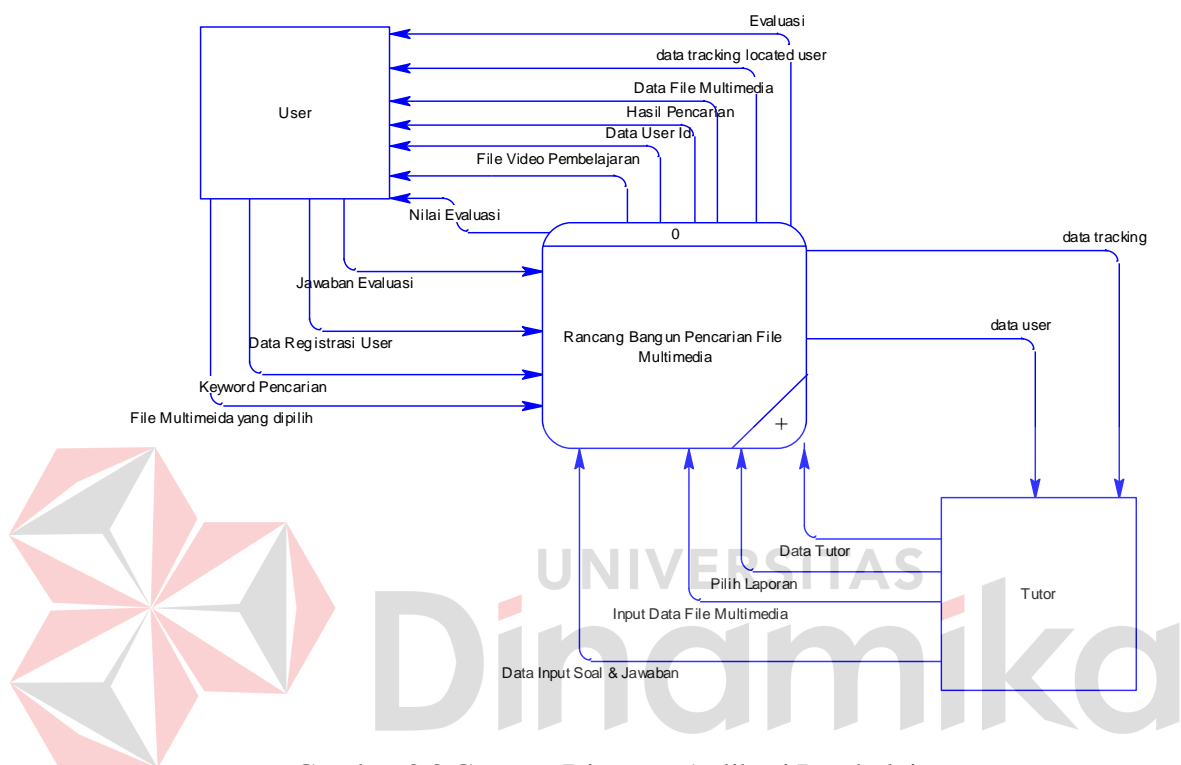 Evaluasi
data tracking located user
Data File Multimedia
User
Hasil Pencarian
Data User Id
File Video Pembelajaran
Nilai Evaluasi
0
data tracking
Jawaban Evaluasi
data user
Rancang Bangun Pencarian File
Multimedia
Data Registrasi User
Keyword Pencarian
File Multimeida yang dipilih
+
Data Tutor
UNIVERSITAS
Pilih Laporan
Tutor
Input Data File Multimedia
Dinamika
Data Input Soal & Jawaban